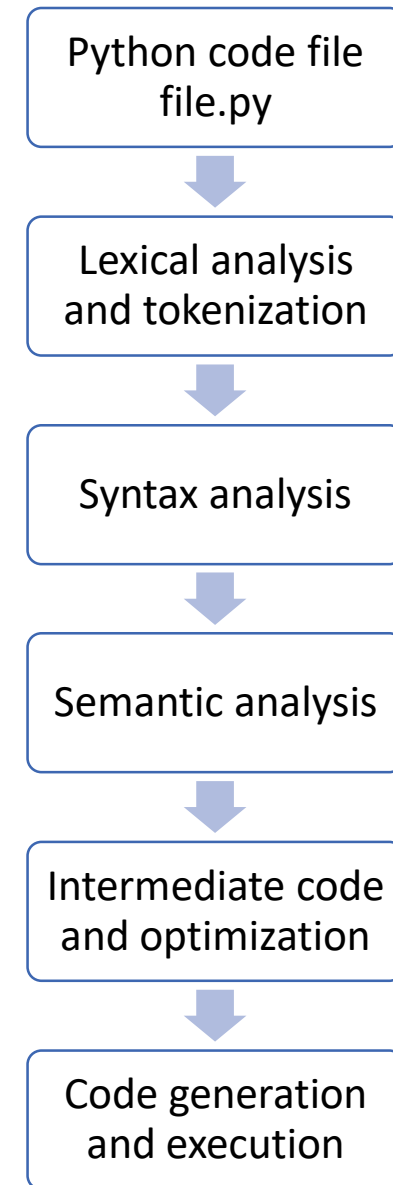 Python code file
file.py
Lexical analysis
and tokenization
Syntax analysis
Semantic analysis
Intermediate code
and optimization
Code generation
and execution